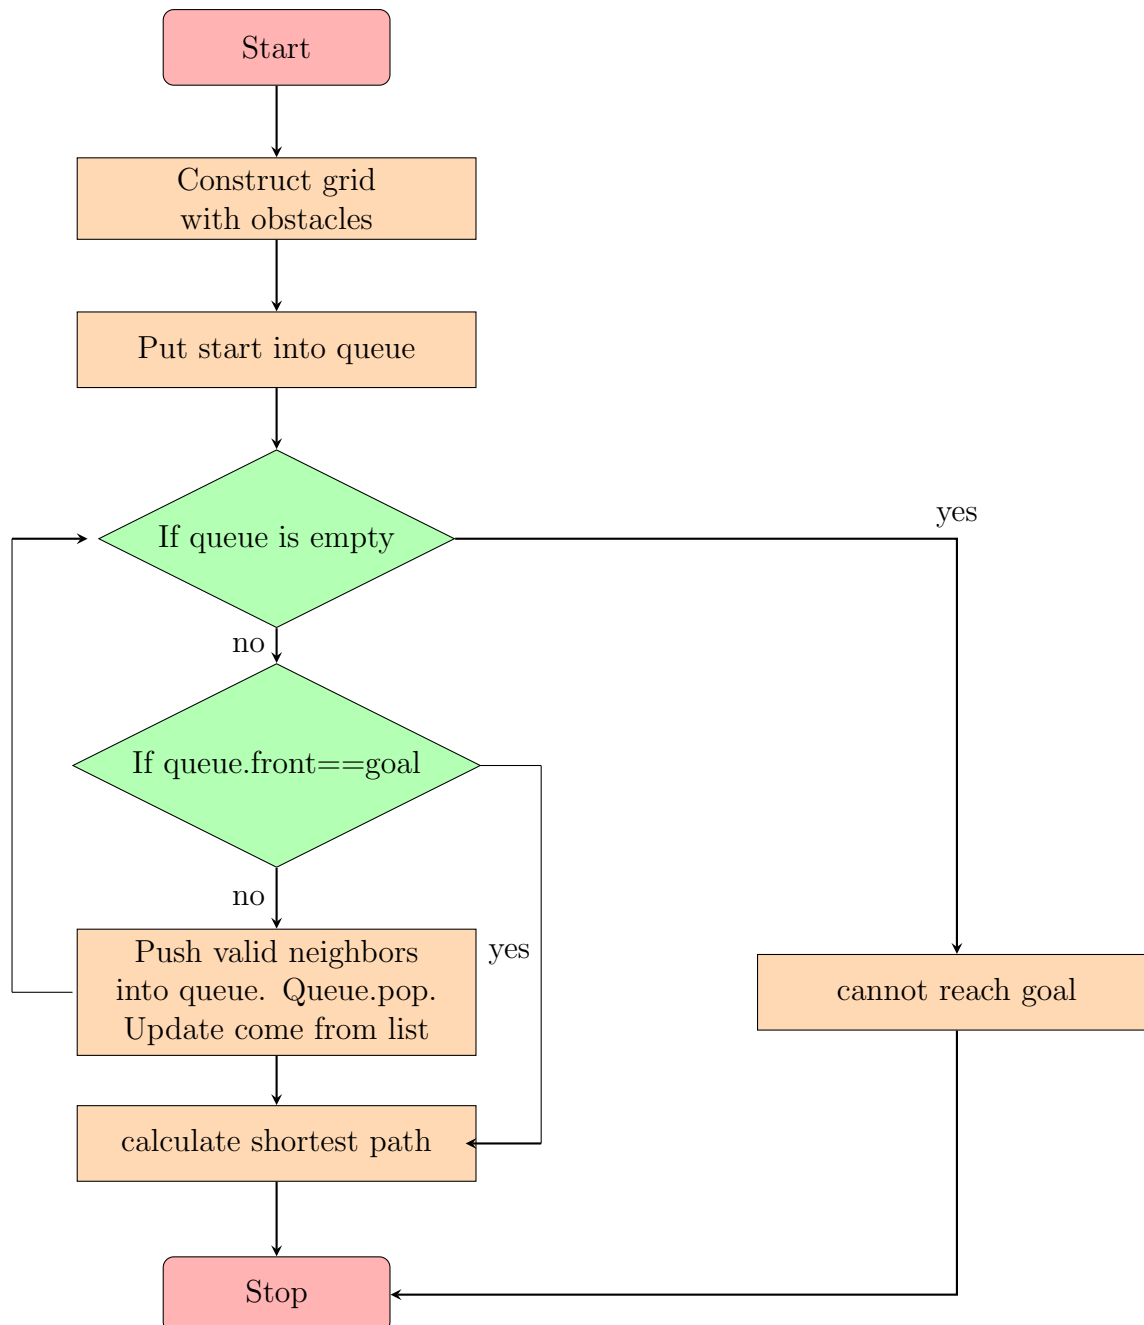 Start
Construct grid
with obstacles
Put start into queue
If queue is empty
yes
no
If queue.front==goal
no
yes
Push valid neighbors
into queue. Queue.pop.
Update come from list
cannot reach goal
calculate shortest path
Stop